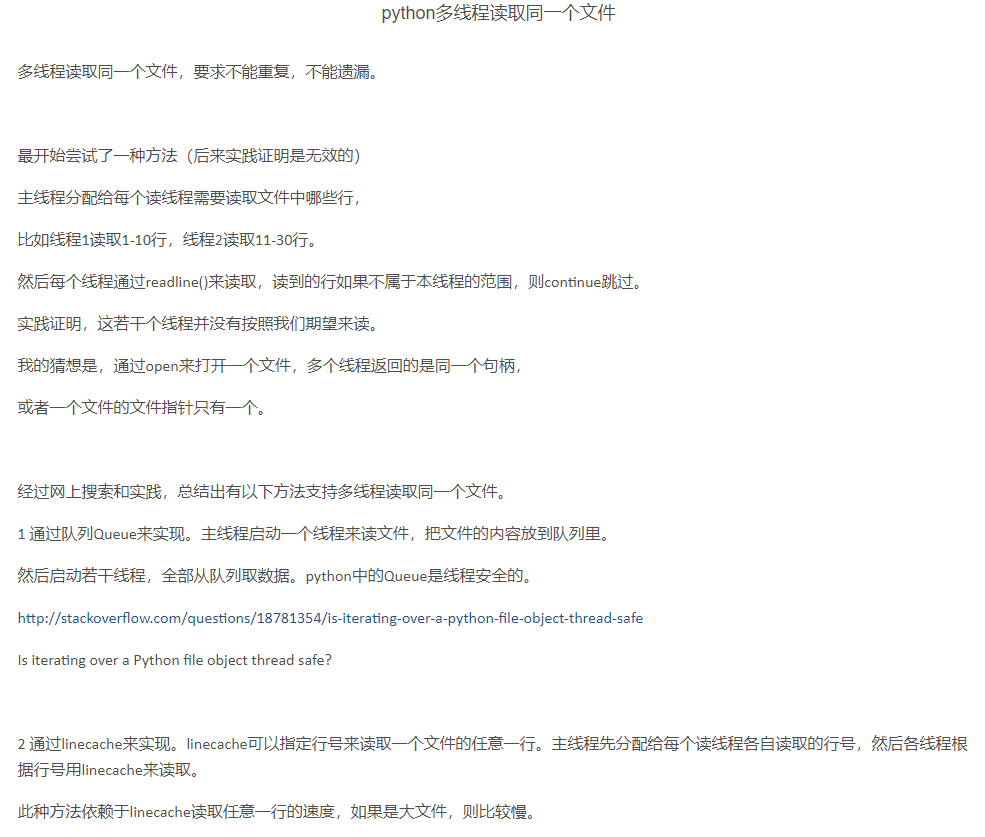 python多线程读取同一个文件
多线程读取同一个文件，要求不能重复，不能遗漏。
最开始尝试了一种方法（后来实践证明是无效的）
主线程分配给每个读线程需要读取文件中哪些行，
比如线程1读取1-10行，线程2读取11-30行。
然后每个线程通过readline()来读取，读到的行如果不属于本线程的范围，则continue跳过。
实践证明，这若干个线程并没有按照我们期望来读。
我的猜想是，通过open来打开一个文件，多个线程返回的是同一个句柄，
或者一个文件的文件指针只有一个。
经过网上搜索和实践，总结出有以下方法支持多线程读取同一个文件。
1 通过队列Queue来实现。主线程启动一个线程来读文件，把文件的内容放到队列里。
然后启动若干线程，全部从队列取数据。python中的Queue是线程安全的。
http://stackoverflow.com/questions/18781354/is-iterating-over-a-python-file-object-thread-safe
Is iterating over a Python file object thread safe?
2 通过linecache来实现。linecache可以指定行号来读取一个文件的任意一行。主线程先分配给每个读线程各自读取的行号，然后各线程根
据行号用linecache来读取。
此种方法依赖于linecache读取任意一行的速度，如果是大文件，则比较慢。